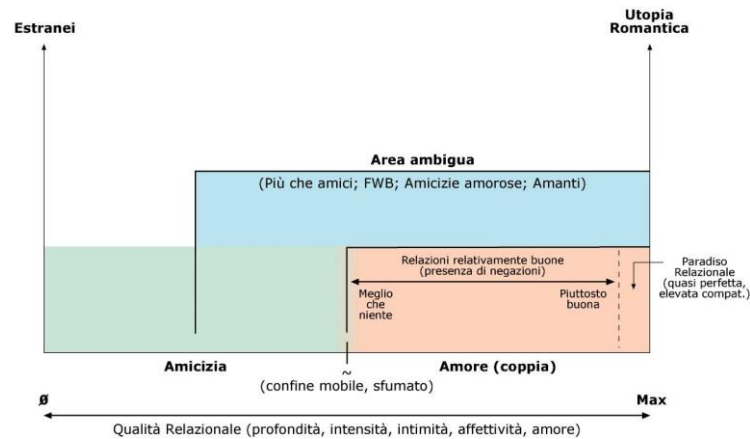 Estranei
Utopia
Romantica
Area ambigua
(Più che amici; FWB; Amicizie amorose; Amanti)
Relazioni relativamente buone
(presenza di negazioni)
Meglio
che
niente
Piuttosto
buona
Paradiso
Relazionale
(quasi perfetta,
elevata compat.)
Amicizia
~
Amore (coppia)
(confine mobile, sfumato)
Ø
Max
Qualità Relazionale (profondità, intensità, intimità, affettività, amore)